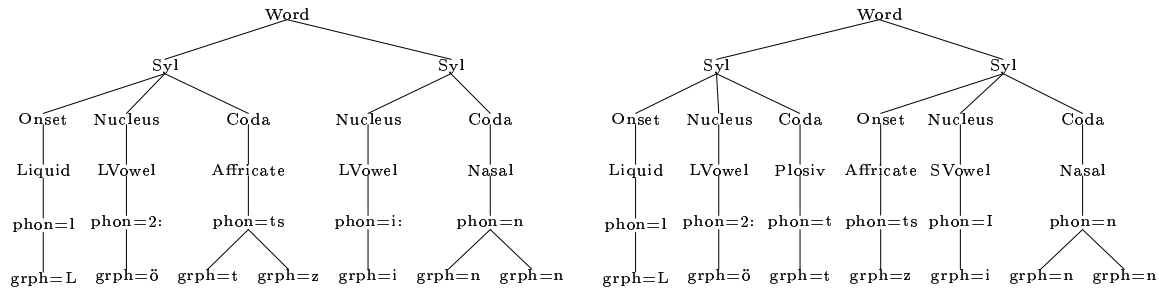 Word Word
Syl Syl Syl Syl
Onset Nucleus Coda Nucleus Coda Onset Nucleus Coda Onset Nucleus Coda
Liquid LVowel Affricate LVowel Nasal Liquid LVowel Plosiv Affricate SVowel Nasal
phon=l phon=2: phon=ts phon=i: phon=n phon=l phon=2: phon=t phon=ts phon=I phon=n
grph=L grph=ö grph=t grph=z grph=i grph=n grph=n grph=L grph=ö grph=t grph=z grph=i grph=n grph=n